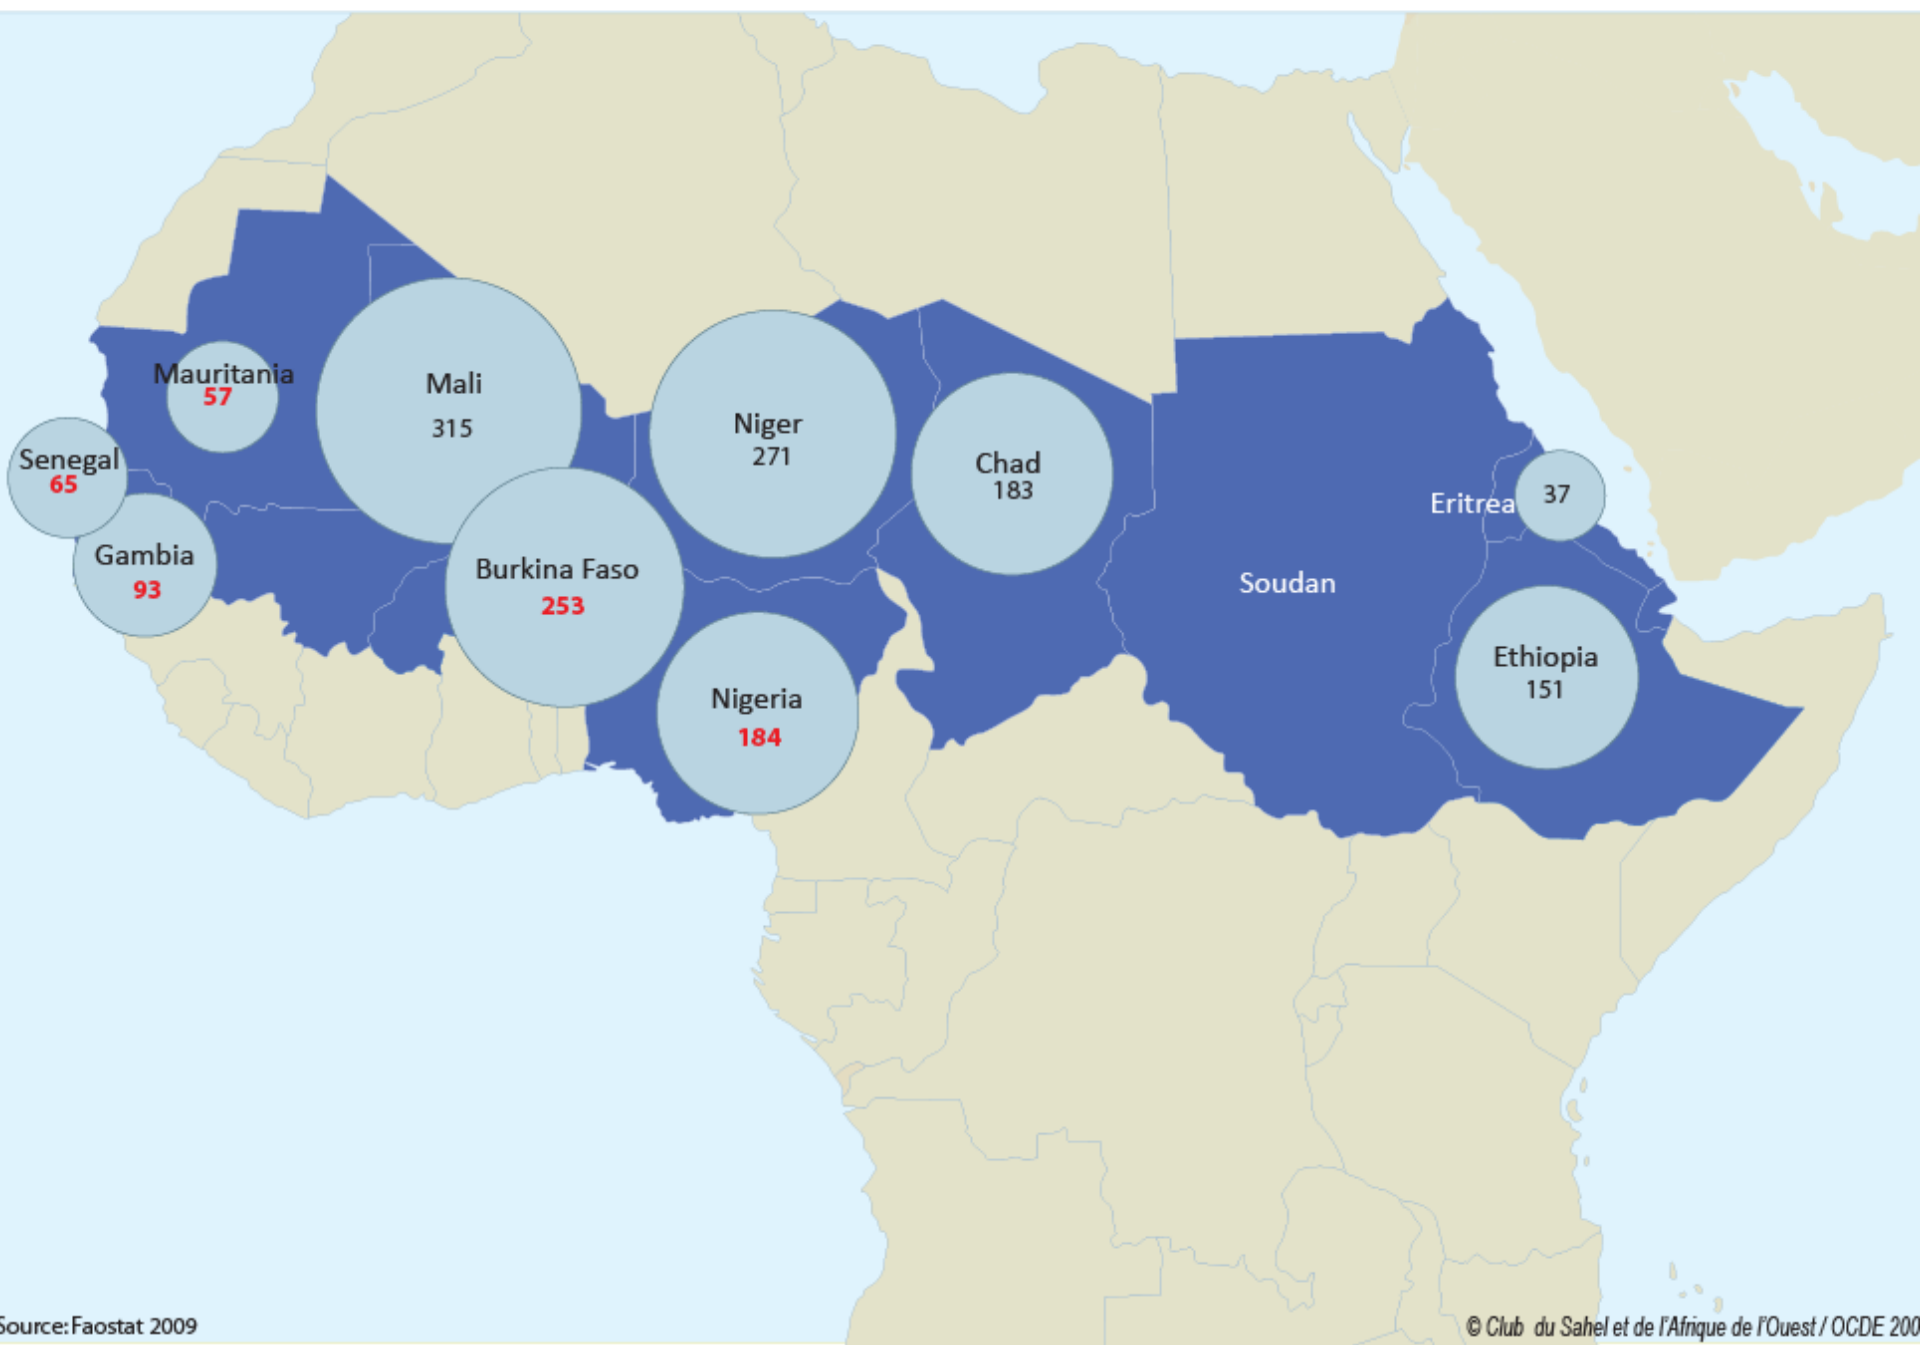 Mauritania
57
Mali
315
Niger
271
Chad
183
Senegal
65
Eritrea
37
Gambia
93
Burkina Faso
253
Soudan
Nigeria
184
Ethiopia
151
Source: Faostat 2009
© Club du Sahel et de l'Afrique de l'Ouest / OCDE 200